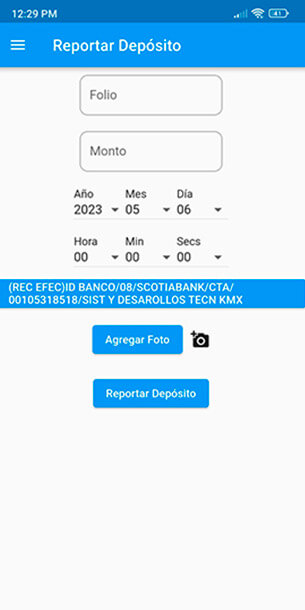 12:29 PM
41
Reportar Depósito
Folio
Monto
Año Mes Día
2023 05 06
Hora Min Secs
00 00 00
(REC EFEC)ID BANCO/08/SCOTIABANK/CTA/
00105318518/SIST Y DESAROLLOS TECN KMX
Agregar Foto
Reportar Depósito